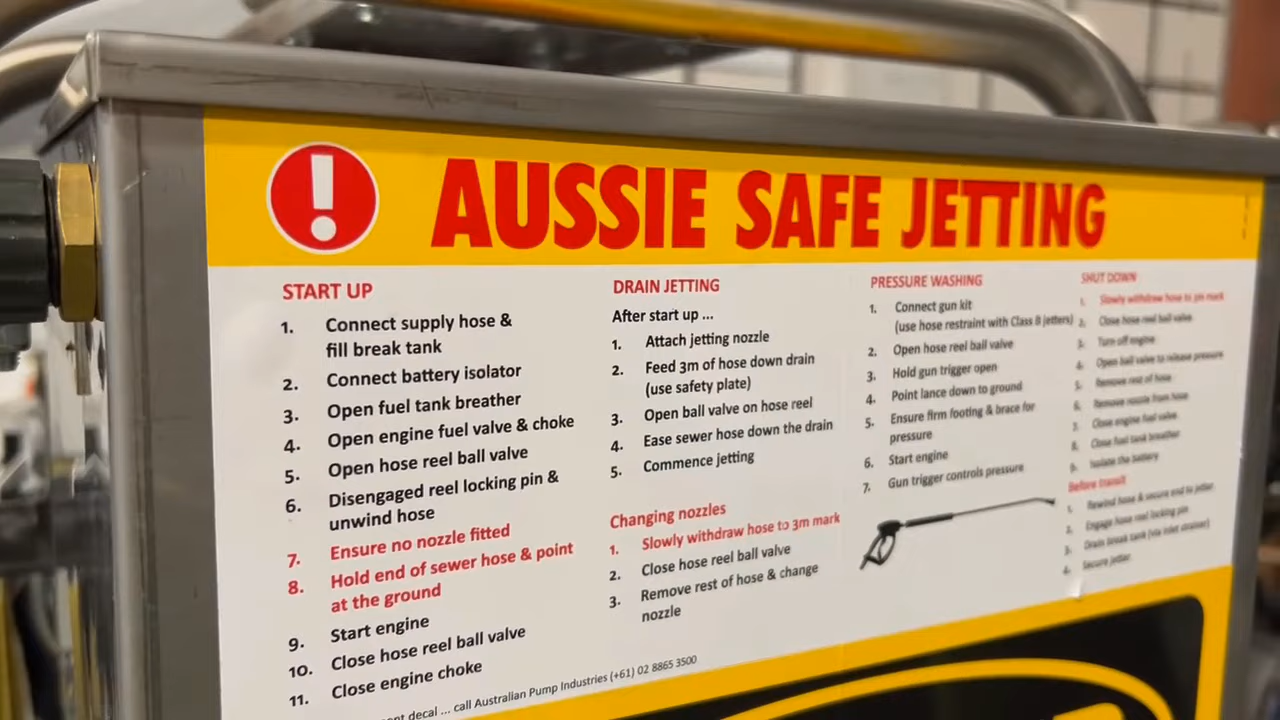 AUSSIE SAFE JETTING
START UP
1. Connect supply hose &
fill break tank
2. Connect battery isolator
3. Open fuel tank breather
4. Open engine fuel valve & choke
5. Open hose reel ball valve
6. Disengaged reel locking pin &
unwind hose
7. Ensure no nozzle fitted
8. Hold end of sewer hose & point
at the ground
9. Start engine
10. Close hose reel ball valve
11. Close engine choke
DRAIN JETTING
After start up ...
1. Attach jetting nozzle
2. Feed 3m of hose down drain
(use safety plate)
3. Open ball valve on hose reel
4. Ease sewer hose down the drain
5. Commence jetting
Changing nozzles
1. Slowly withdraw hose to 3m mark
2. Close hose reel ball valve
3. Remove rest of hose & change
nozzle
PRESSURE WASHING
1. Connect gun kit
(use hose restraint with Class B jetters)
2. Open hose reel ball valve
3. Hold gun trigger open
4. Point lance down to ground
5. Ensure firm footing & brace for
pressure
6. Start engine
7. Gun trigger controls pressure
SHUT DOWN
1. Slowly withdraw hose to 3m mark
2. Close hose reel ball valve
3. Turn off engine
4. Open ball valve to release pressure
5. Remove rest of hose
6. Remove nozzle from hose
7. Close engine fuel valve
8. Close fuel tank breather
9. Isolate the battery
Before transit
1. Rewind hose & secure end to jetter
2. Engage hose reel locking pin
3. Drain break tank (via inlet strainer)
4. Secure jetter
decal ... call Australian Pump Industries (+61) 02 8865 3500